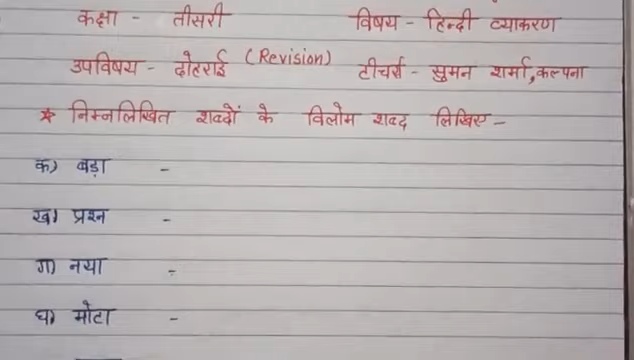 कक्षा - तीसरी विषय - हिन्दी व्याकरण
उपविषय - दोहराई (Revision) टीचर्स - सुमन शर्मा, कल्पना
* निम्नलिखित शब्दों के विलोम शब्द लिखिए -
क) बड़ा -
ख) प्रश्न -
ग) नया -
घ) मोटा -